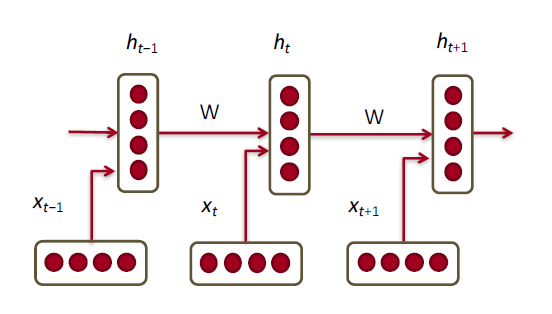 h_{t−1} h_t h_{t+1}
W W
x_{t−1} x_t x_{t+1}